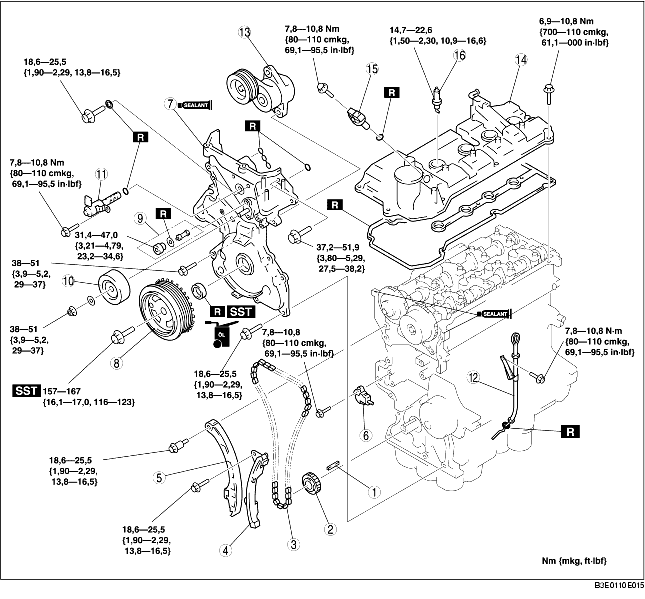 6,9—10,8 Nm
{700—110 cmkg,
61,1—000 in·lbf}
7,8—10,8 Nm
{80—110 cmkg,
69,1—95,5 in·lbf}
14,7—22,6
{1,50—2,30, 10,9—16,6}
13
16
14
15
18,6—25,5
{1,90—2,29, 13,8—16,5}
7
SEALANT
R
R
R
7,8—10,8 Nm
{80—110 cmkg,
69,1—95,5 in·lbf}
11
9
R
R
31,4—47,0
{3,21—4,79,
23,2—34,6}
37,2—51,9
{3,80—5,29,
27,5—38,2}
38—51
{3,9—5,2,
29—37}
10
R SST
OIL
SEALANT
38—51
{3,9—5,2,
29—37}
8
7,8—10,8
{80—110 cmkg,
69,1—95,5 in·lbf}
7,8—10,8 N·m
{80—110 cmkg,
69,1—95,5 in·lbf}
18,6—25,5
{1,90—2,29,
13,8—16,5}
12
SST 157—167
{16,1—17,0, 116—123}
6
R
18,6—25,5
{1,90—2,29,
13,8—16,5}
5
1
2
3
4
18,6—25,5
{1,90—2,29,
13,8—16,5}
Nm {mkg, ft·lbf}
B3E0110E015